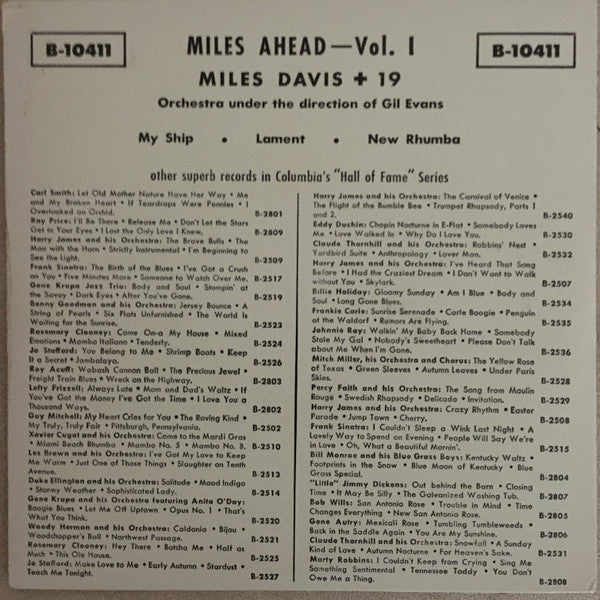 B-10411
MILES AHEAD—Vol. I
B-10411
MILES DAVIS + 19
Orchestra under the direction of Gil Evans
My Ship • Lament • New Rhumba
other superb records in Columbia's "Hall of Fame" Series
Carl Smith: Let Old Mother Nature Have Her Way • Me
and My Broken Heart • If Teardrops Were Pennies • I
Overlooked an Orchid. B-2801
Ray Price: I'll Be There • Release Me • Don't Let the Stars
Get in Your Eyes • I Lost the Only Love I Knew. B-2809
Harry James and his Orchestra: The Brave Bulls • The
Man with the Horn • Strictly Instrumental • I'm Beginning to
See the Light. B-2509
Frank Sinatra: The Birth of the Blues • I've Got a Crush
on You • Five Minutes More • Someone to Watch Over Me. B-2517
Gene Krupa Jazz Trio: Body and Soul • Stompin' at
the Savoy • Dark Eyes • After You've Gone. B-2519
Benny Goodman and his Orchestra: Jersey Bounce • A
String of Pearls • Six Flats Unfurnished • The World Is
Waiting for the Sunrise. B-2523
Rosemary Clooney: Come On-a My House • Mixed
Emotions • Mambo Italiano • Tenderly. B-2524
Jo Stafford: You Belong to Me • Shrimp Boats • Keep
It a Secret • Jambalaya. B-2526
Roy Acuff: Wabash Cannon Ball • The Precious Jewel •
Freight Train Blues • Wreck on the Highway. B-2803
Lefty Frizzell: Always Late • Mom and Dad's Waltz • If
You've Got the Money I've Got the Time • I Love You a
Thousand Ways. B-2802
Guy Mitchell: My Heart Cries for You • The Roving Kind •
My Truly, Truly Fair • Pittsburgh, Pennsylvania. B-2502
Xavier Cugat and his Orchestra: Came to the Mardi Gras
• Miami Beach Rhumba • Mambo No. 5 • Mambo No. 8. B-2510
Les Brown and his Orchestra: I've Got My Love to Keep
Me Warm • Just One of Those Things • Slaughter on Tenth
Avenue. B-2513
Duke Ellington and his Orchestra: Solitude • Mood Indigo
• Stormy Weather • Sophisticated Lady. B-2514
Gene Krupa and his Orchestra featuring Anita O'Day:
Boogie Blues • Let Me Off Uptown • Opus No. 1 • That's
What You Think. B-2520
Woody Herman and his Orchestra: Caldonia • Bijou •
Woodchopper's Ball • Northwest Passage. B-2521
Rosemary Clooney: Hey There • Botcha Me • Half as
Much • This Ole House. B-2525
Jo Stafford: Make Love to Me • Early Autumn • Stardust •
Teach Me Tonight. B-2527
Harry James and his Orchestra: The Carnival of Venice •
The Flight of the Bumble Bee • Trumpet Rhapsody, Parts 1
and 2. B-2540
Eddy Duchin: Chopin Nocturne in E-Flat • Somebody Loves
Me • Love Walked In • Why Do I Love You. B-2530
Claude Thornhill and his Orchestra: Robbins' Nest •
Yardbird Suite • Anthropology • Lover Man. B-2532
Harry James and his Orchestra: I've Heard That Song
Before • I Had the Craziest Dream • I Don't Want to Walk
without You • Skylark. B-2507
Billie Holiday: Gloomy Sunday • Am I Blue • Body and
Soul • Long Gone Blues. B-2534
Frankie Carle: Sunrise Serenade • Carle Boogie • Penguin
at the Waldorf • Rumors Are Flying. B-2535
Johnnie Ray: Walkin' My Baby Back Home • Somebody
Stole My Gal • Nobody's Sweetheprt • Please Don't Talk
about Me When I'm Gone. B-2536
Mitch Miller, his Orchestra and Chorus: The Yellow Rose
of Texas • Green Sleeves • Autumn Leaves • Under Paris
Skies. B-2528
Percy Faith and his Orchestra: The Song from Moulin
Rouge • Swedish Rhapsody • Delicado • Invitation. B-2529
Harry James and his Orchestra: Crazy Rhythm • Easter
Parade • Jump Town • Cherry. B-2508
Frank Sinatra: I Couldn't Sleep a Wink Last Night • A
Lovely Way to Spend an Evening • People Will Say We're
in Love • Oh, What a Beautiful Mornin'. B-2515
Bill Monroe and his Blue Grass Boys: Kentucky Waltz •
Footprints in the Snow • Blue Moon of Kentucky • Blue
Grass Special. B-2804
"Little" Jimmy Dickens: Out behind the Barn • Closing
Time • It May Be Silly • The Galvanized Washing Tub. B-2807
Bob Wills: San Antonio Rose • Trouble in Mind • Time
Changes Everything • New San Antonio Rose. B-2805
Gene Autry: Mexicali Rose • Tumbling Tumbleweeds •
Back in the Saddle Again • You Are My Sunshine. B-2806
Claude Thornhill and his Orchestra: Snowfall • A Sunday
Kind of Love • Autumn Nocturne • For Heaven's Sake. B-2531
Marty Robbins: I Couldn't Keep from Crying • Sing Me
Something Sentimental • Tennessee Toddy • You Don't
Owe Me a Thing. B-2808